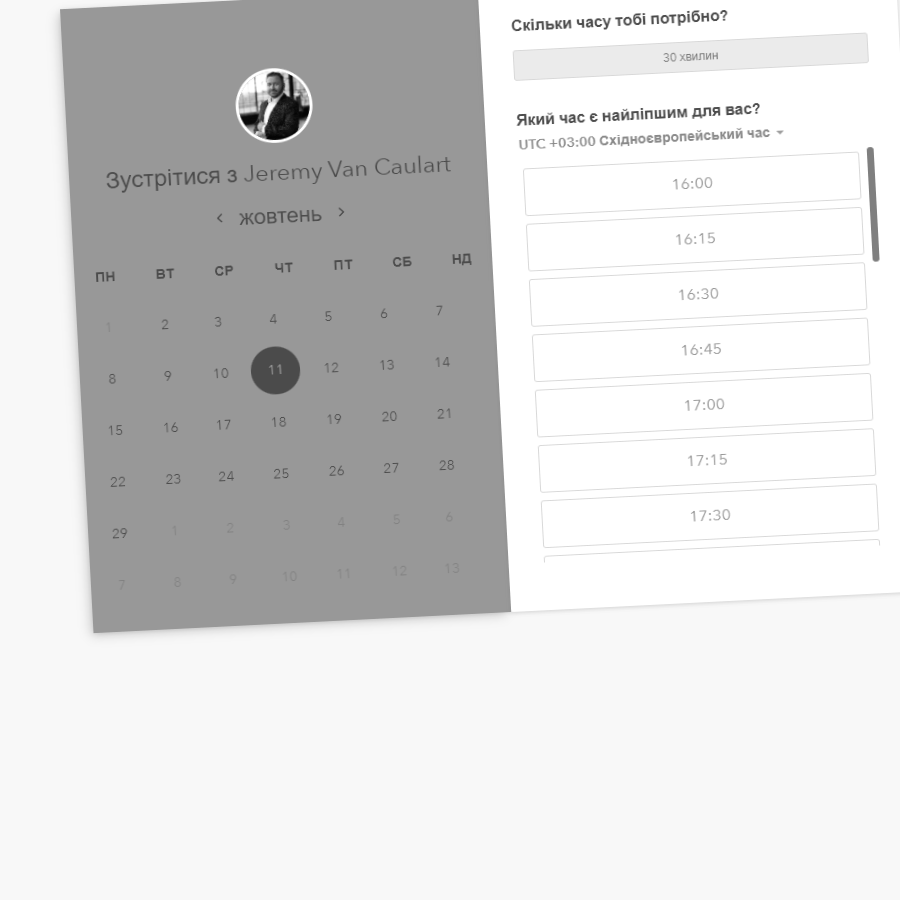 Зустрітися з Jeremy Van Caulart
‹ жовтень ›
ПН ВТ СР ЧТ ПТ СБ НД
1 2 3 4 5 6 7
8 9 10 11 12 13 14
15 16 17 18 19 20 21
22 23 24 25 26 27 28
29 1 2 3 4 5 6
7 8 9 10 11 12 13
Скільки часу тобі потрібно?
30 хвилин
Який час є найліпшим для вас?
UTC +03:00 Східноєвропейський час
16:00
16:15
16:30
16:45
17:00
17:15
17:30